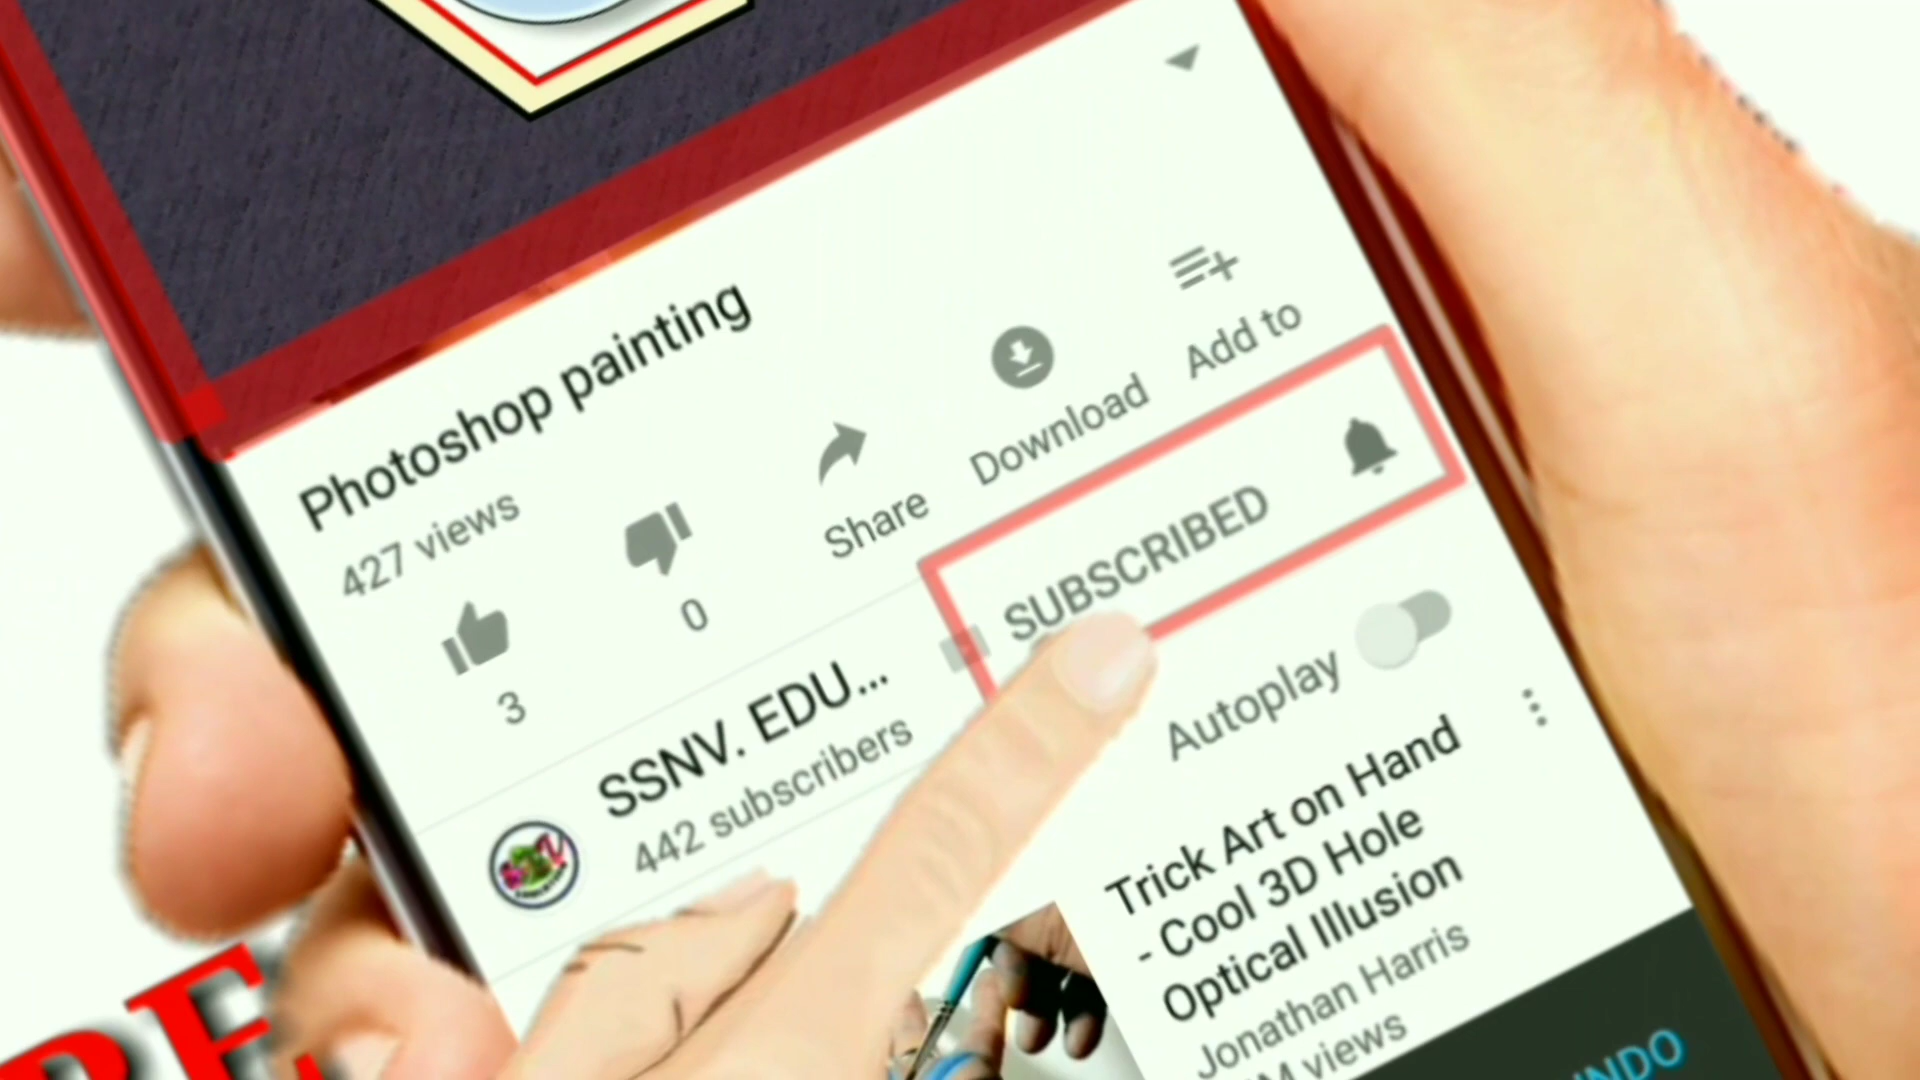 Photoshop painting
427 views
3
0
Share
Download
Add to
SSNV. EDU...
442 subscribers
SUBSCRIBED
Autoplay
Trick Art on Hand
- Cool 3D Hole
Optical Illusion
Jonathan Harris
views